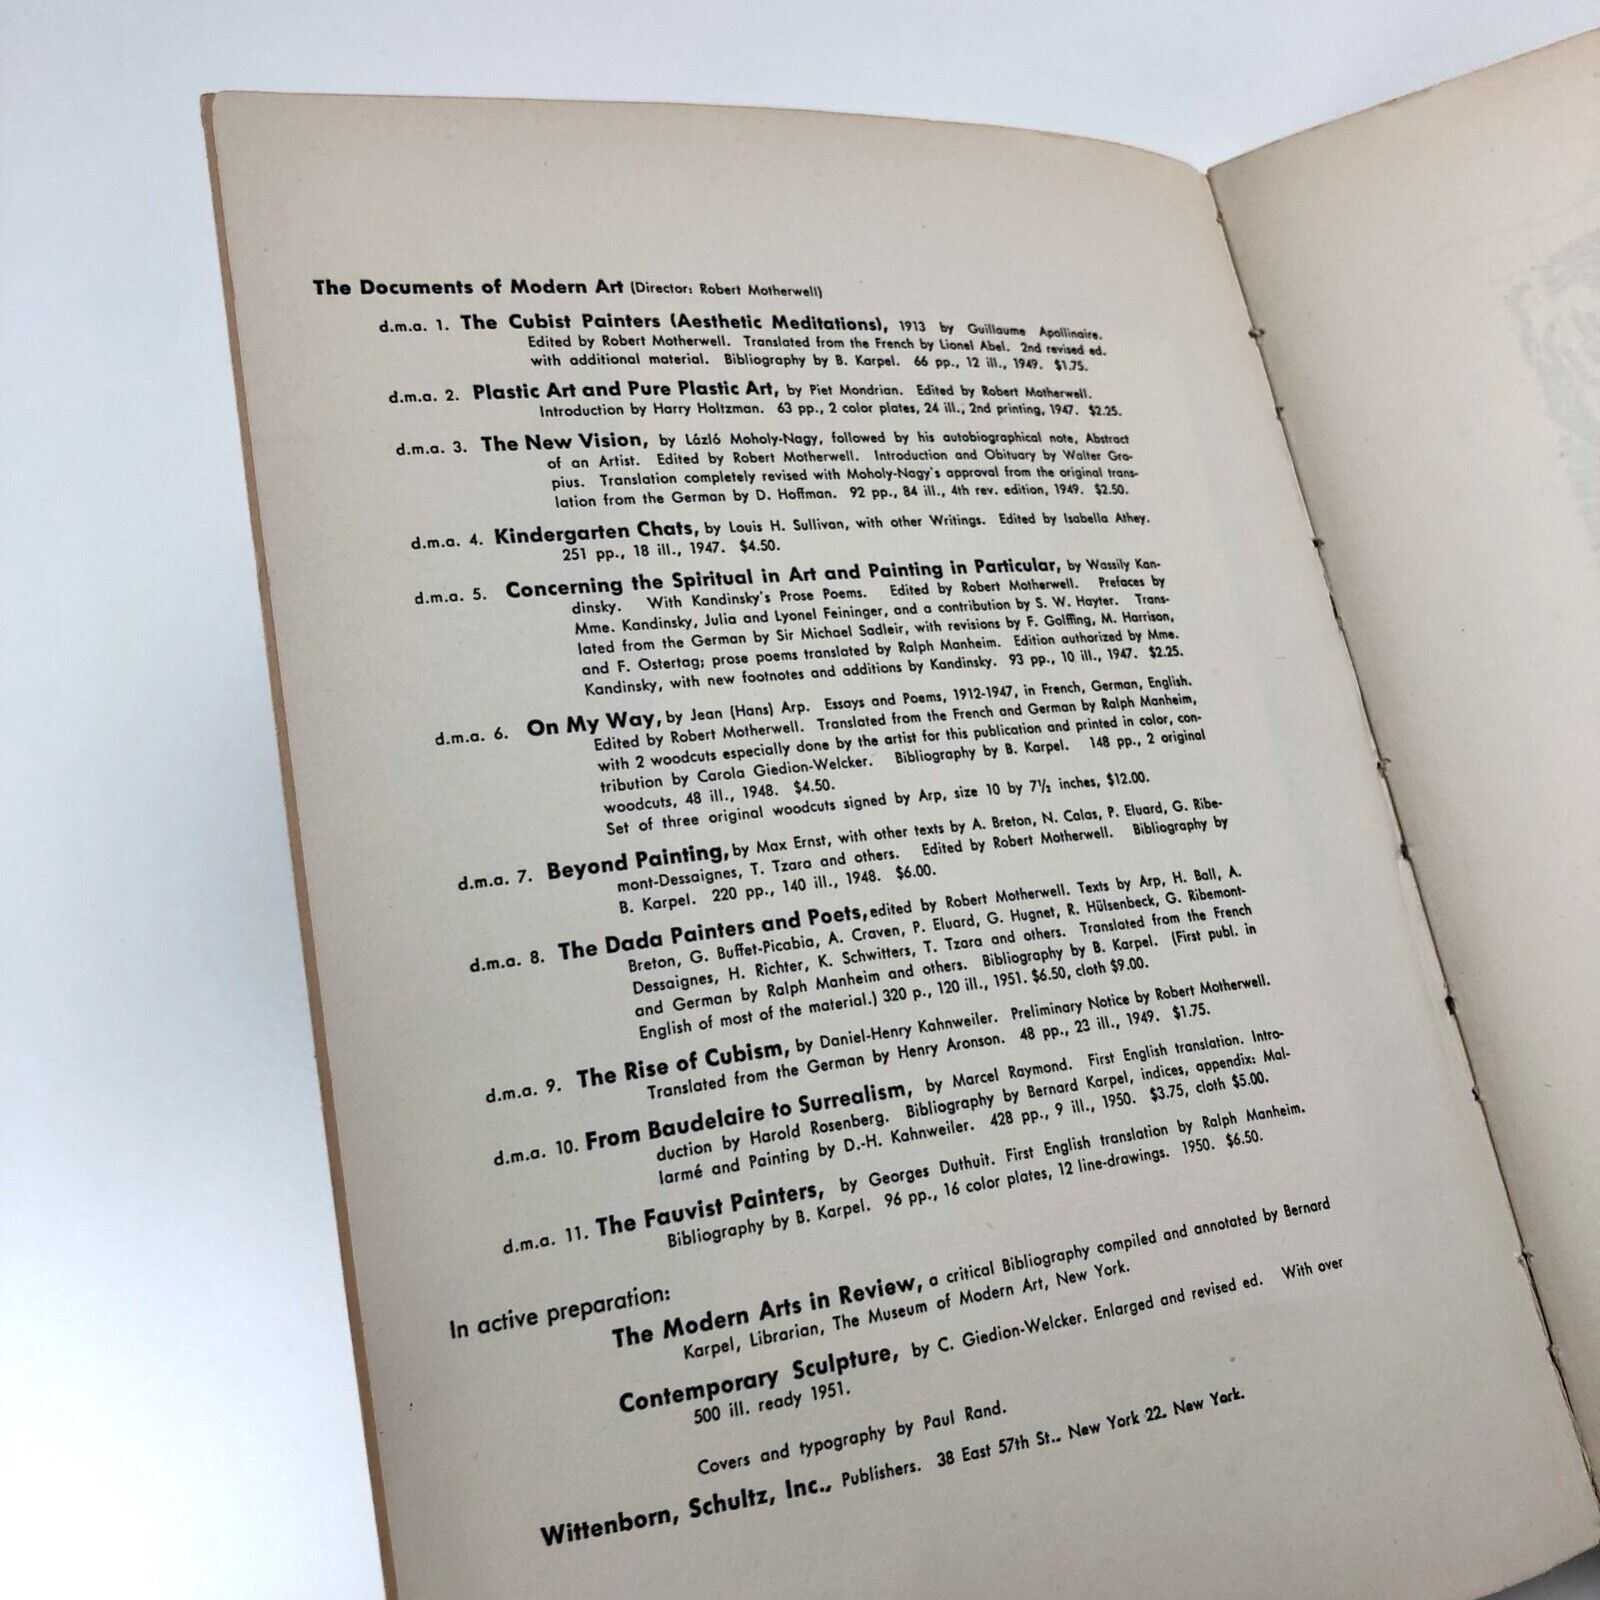 The Documents of Modern Art (Director: Robert Motherwell)
d.m.a. 1. The Cubist Painters (Aesthetic Meditations), 1913 by Guillaume Apollinaire.
Edited by Robert Motherwell. Translated from the French by Lionel Abel. 2nd revised ed.
with additional material. Bibliography by B. Karpel. 66 pp., 12 ill., 1949. $1.75.
d.m.a. 2. Plastic Art and Pure Plastic Art, by Piet Mondrian. Edited by Robert Motherwell.
Introduction by Harry Holtzman. 63 pp., 2 color plates, 24 ill., 2nd printing, 1947. $2.25.
d.m.a. 3. The New Vision, by Lázló Moholy-Nagy, followed by his autobiographical note, Abstract
of an Artist. Edited by Robert Motherwell. Introduction and Obituary by Walter Gro-
pius. Translation completely revised with Moholy-Nagy's approval from the original trans-
lation from the German by D. Hoffman. 92 pp., 84 ill., 4th rev. edition, 1949. $2.50.
d.m.a. 4. Kindergarten Chats, by Louis H. Sullivan, with other Writings. Edited by Isabella Athey.
251 pp., 18 ill., 1947. $4.50.
d.m.a. 5. Concerning the Spiritual in Art and Painting in Particular, by Wassily Kan-
dinsky. With Kandinsky's Prose Poems. Edited by Robert Motherwell. Prefaces by
Mme. Kandinsky, Julia and Lyonel Feininger, and a contribution by S. W. Hayter. Trans-
lated from the German by Sir Michael Sadleir, with revisions by F. Golffing, M. Harrison,
and F. Ostertag; prose poems translated by Ralph Manheim. Edition authorized by Mme.
Kandinsky, with new footnotes and additions by Kandinsky. 93 pp., 10 ill., 1947. $2.25.
d.m.a. 6. On My Way, by Jean (Hans) Arp. Essays and Poems, 1912-1947, in French, German, English.
Edited by Robert Motherwell. Translated from the French and German by Ralph Manheim,
with 2 woodcuts especially done by the artist for this publication and printed in color, con-
tribution by Carola Giedion-Welcker. Bibliography by B. Karpel. 148 pp., 2 original
woodcuts, 48 ill., 1948. $4.50.
Set of three original woodcuts signed by Arp, size 10 by 7½ inches, $12.00.
d.m.a. 7. Beyond Painting, by Max Ernst, with other texts by A. Breton, N. Calas, P. Eluard, G. Ribe-
mont-Dessaignes, T. Tzara and others. Edited by Robert Motherwell. Bibliography by
B. Karpel. 220 pp., 140 ill., 1948. $6.00.
d.m.a. 8. The Dada Painters and Poets, edited by Robert Motherwell. Texts by Arp, H. Ball, A.
Breton, G. Buffet-Picabia, A. Craven, P. Eluard, G. Hugnet, R. Hülsenbeck, G. Ribemont-
Dessaignes, H. Richter, K. Schwitters, T. Tzara and others. Translated from the French
and German by Ralph Manheim and others. Bibliography by B. Karpel. (First publ. in
English of most of the material.) 320 p., 120 ill., 1951. $6.50, cloth $9.00.
d.m.a. 9. The Rise of Cubism, by Daniel-Henry Kahnweiler. Preliminary Notice by Robert Motherwell.
Translated from the German by Henry Aronson. 48 pp., 23 ill., 1949. $1.75.
d.m.a. 10. From Baudelaire to Surrealism, by Marcel Raymond. First English translation. Intro-
duction by Harold Rosenberg. Bibliography by Bernard Karpel, indices, appendix: Mal-
larmé and Painting by D.-H. Kahnweiler. 428 pp., 9 ill., 1950. $3.75, cloth $5.00.
d.m.a. 11. The Fauvist Painters, by Georges Duthuit. First English translation by Ralph Manheim.
Bibliography by B. Karpel. 96 pp., 16 color plates, 12 line-drawings. 1950. $6.50.
In active preparation:
The Modern Arts in Review, a critical Bibliography compiled and annotated by Bernard
Karpel, Librarian, The Museum of Modern Art, New York.
Contemporary Sculpture, by C. Giedion-Welcker. Enlarged and revised ed. With over
500 ill. ready 1951.
Covers and typography by Paul Rand.
Wittenborn, Schultz, Inc., Publishers. 38 East 57th St., New York 22. New York.